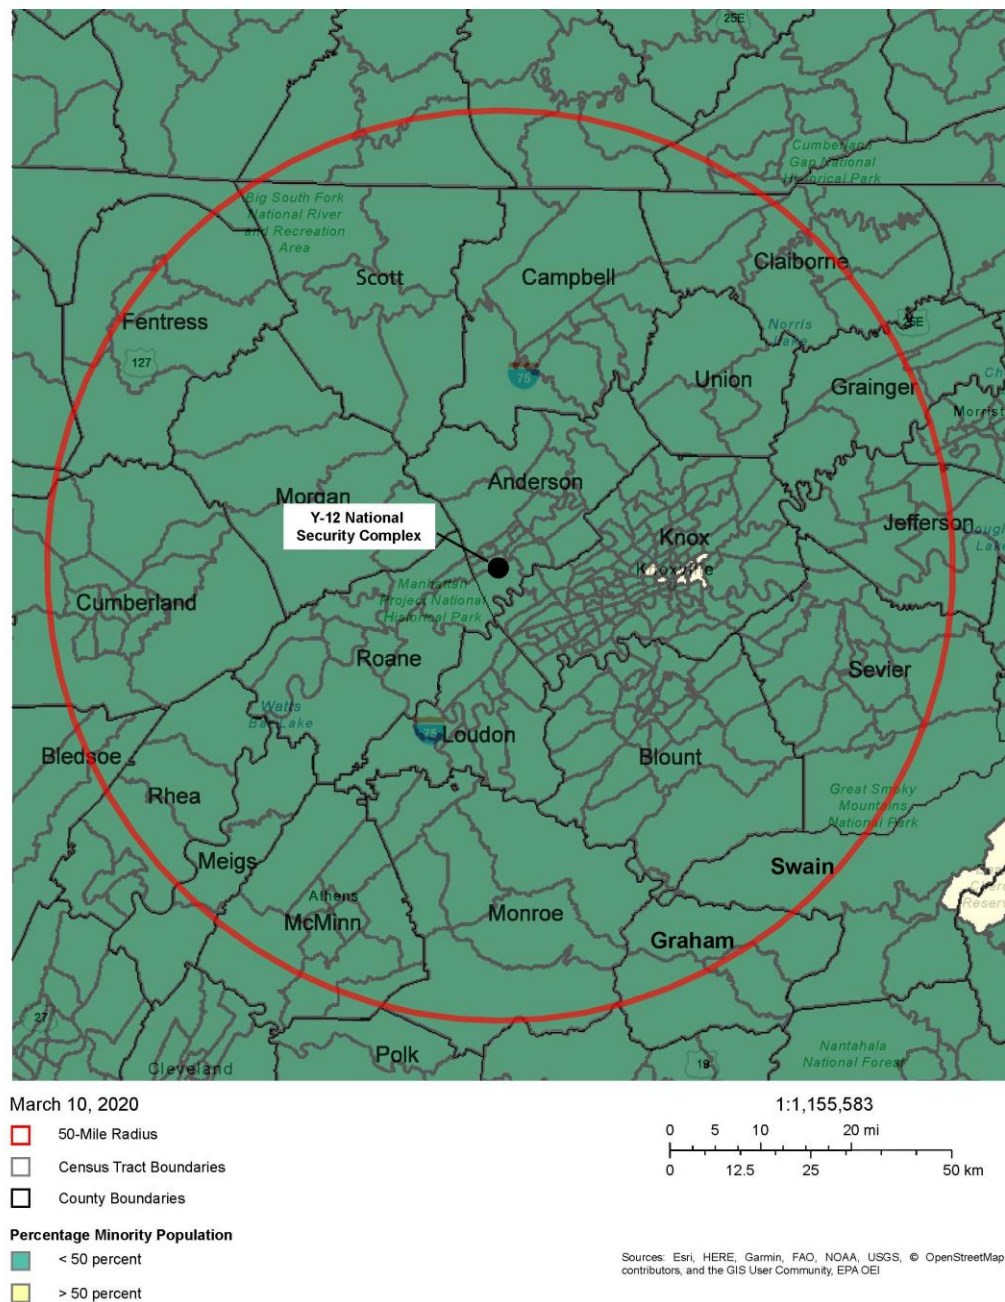 25E
Cumberland
Gap National
Historical Park
Big South Fork
National River
and Recreation
Area
Scott
Campbell
Claiborne
Fentress
127
Norris
Lake
25E
75
Union
Grainger
Morrist
Anderson
Morgan
Y-12 National
Security Complex
Knox
Knoxville
Jefferson
Lake
Manhattan
Project National
Historical Park
Cumberland
Roane
Sevier
Watts
Bar Lake
75
Loudon
Bledsoe
Blount
Rhea
Great Smoky
Mountains
National Park
Meigs
Swain
Athens
McMinn
Monroe
Graham
27
Polk
Cleveland
19
Nantahala
National Forest
March 10, 2020
50-Mile Radius
Census Tract Boundaries
County Boundaries
Percentage Minority Population
< 50 percent
> 50 percent
1:1,155,583
0 5 10 20 mi
0 12.5 25 50 km
Sources: Esri, HERE, Garmin, FAO, NOAA, USGS, © OpenStreetMap
contributors, and the GIS User Community, EPA OEI